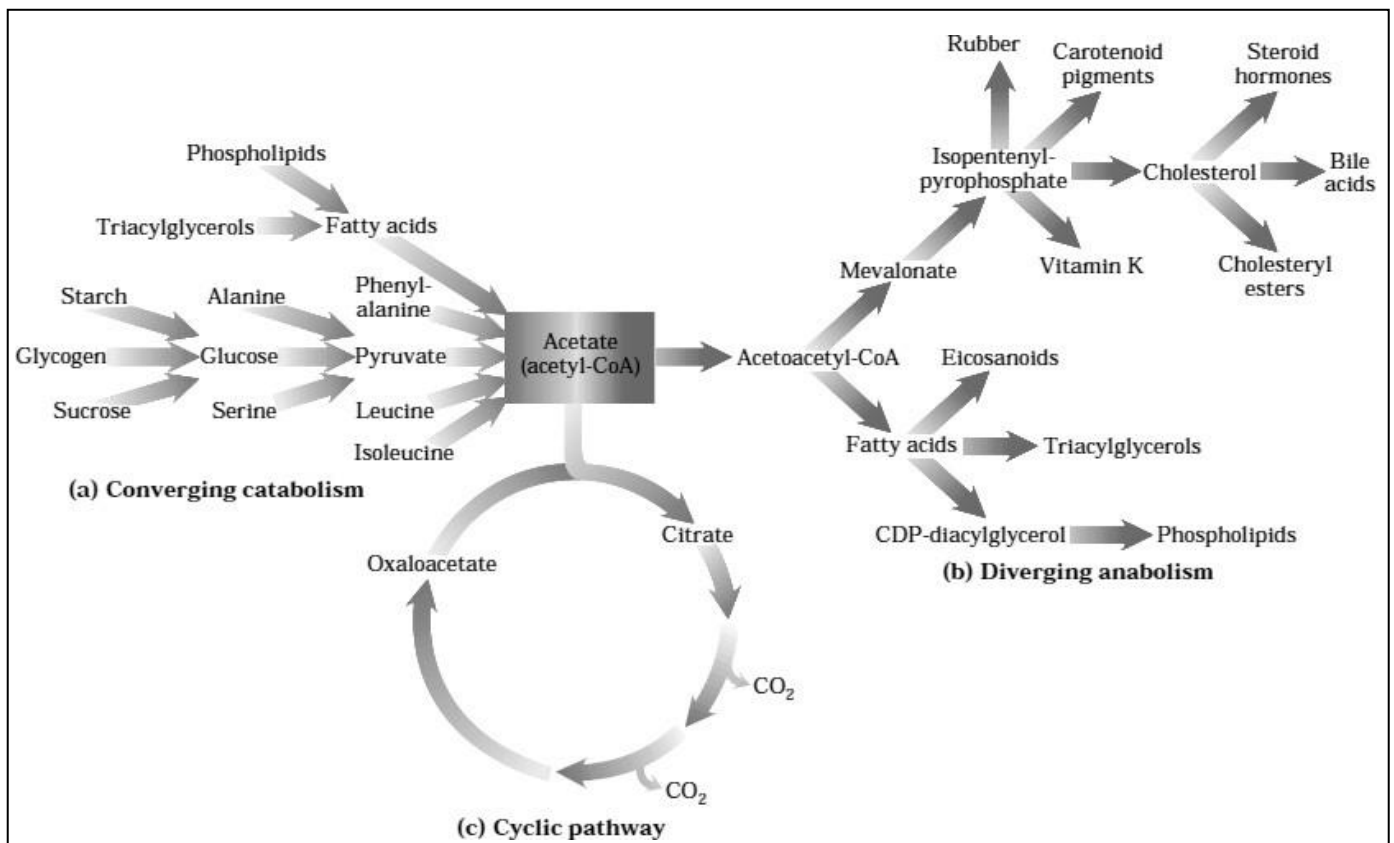 Rubber
Carotenoid
pigments
Steroid
hormones
Phospholipids
Isopentenyl-
pyrophosphate
Cholesterol
Bile
acids
Triacylglycerols
Fatty acids
Mevalonate
Vitamin K
Cholesteryl
esters
Starch
Alanine
Phenyl-
alanine
Glycogen
Glucose
Pyruvate
Acetate
(acetyl-CoA)
Acetoacetyl-CoA
Eicosanoids
Sucrose
Serine
Leucine
Isoleucine
Fatty acids
Triacylglycerols
(a) Converging catabolism
Citrate
CDP-diacylglycerol
Phospholipids
Oxaloacetate
(b) Diverging anabolism
CO₂
CO₂
(c) Cyclic pathway